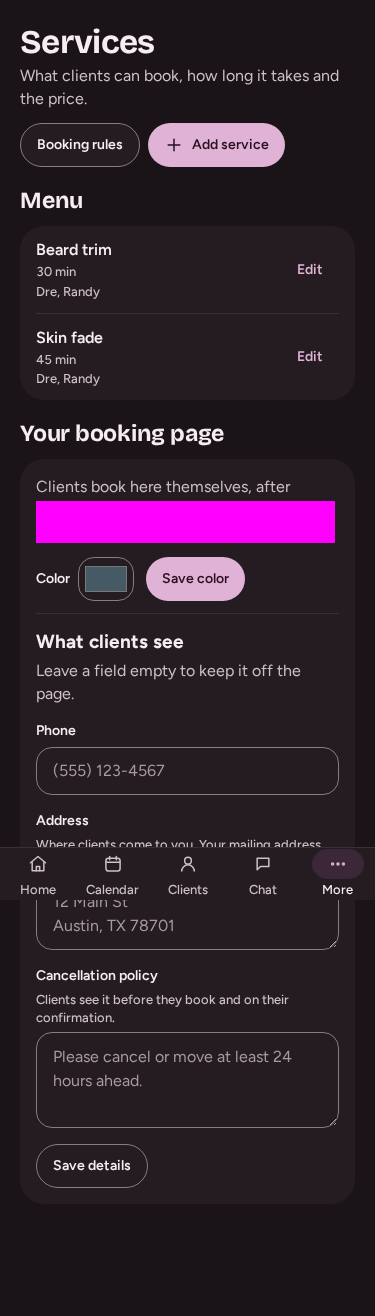 Services
What clients can book, how long it takes and
the price.
Booking rules
Add service
Menu
Beard trim
30 min
Dre, Randy
Edit
Skin fade
45 min
Dre, Randy
Edit
Your booking page
Clients book here themselves, after
Color
Save color
What clients see
Leave a field empty to keep it off the
page.
Phone
(555) 123-4567
Address
Where clients come to you. Your mailing address
Home
Calendar
Clients
Chat
More
12 Main St
Austin, TX 78701
Cancellation policy
Clients see it before they book and on their
confirmation.
Please cancel or move at least 24
hours ahead.
Save details